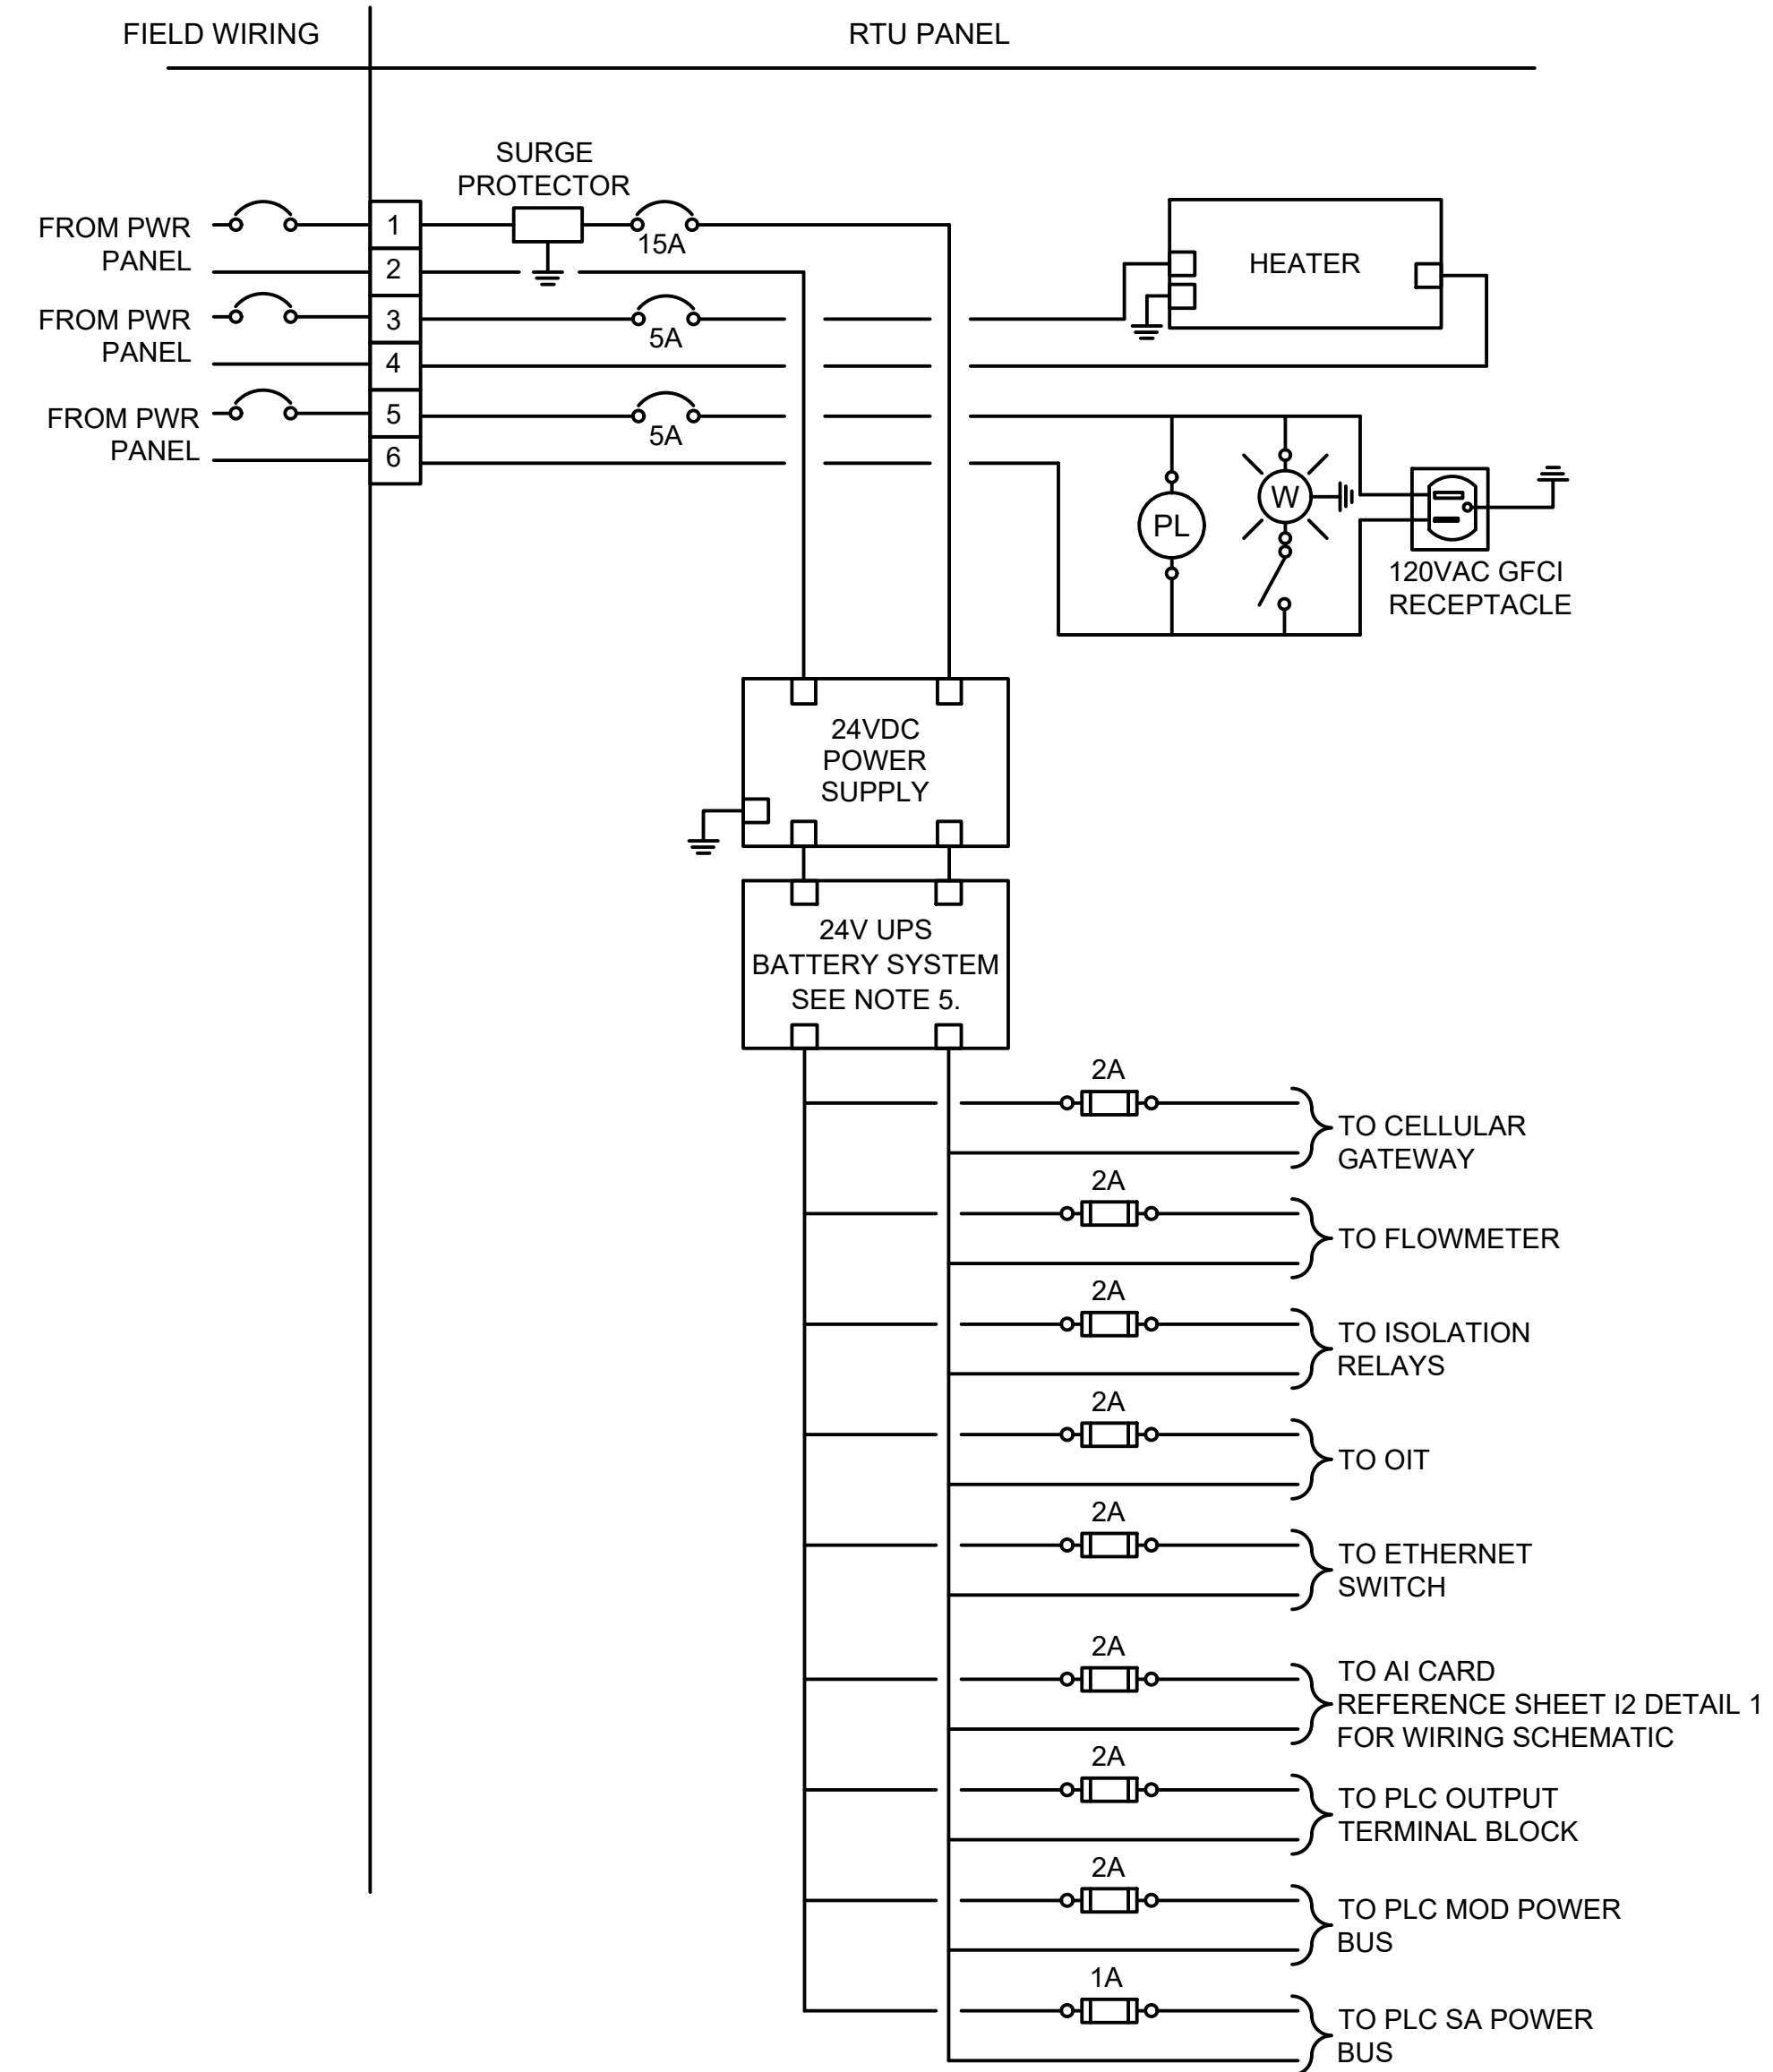 FIELD WIRING
RTU PANEL
SURGE
PROTECTOR
FROM PWR
PANEL
1
15A
2
HEATER
FROM PWR
PANEL
3
5A
4
FROM PWR
PANEL
5
5A
6
PL
W
120VAC GFCI
RECEPTACLE
24VDC
POWER
SUPPLY
24V UPS
BATTERY SYSTEM
SEE NOTE 5.
2A
TO CELLULAR
GATEWAY
2A
TO FLOWMETER
2A
TO ISOLATION
RELAYS
2A
TO OIT
2A
TO ETHERNET
SWITCH
2A
TO AI CARD
REFERENCE SHEET I2 DETAIL 1
FOR WIRING SCHEMATIC
2A
TO PLC OUTPUT
TERMINAL BLOCK
2A
TO PLC MOD POWER
BUS
1A
TO PLC SA POWER
BUS